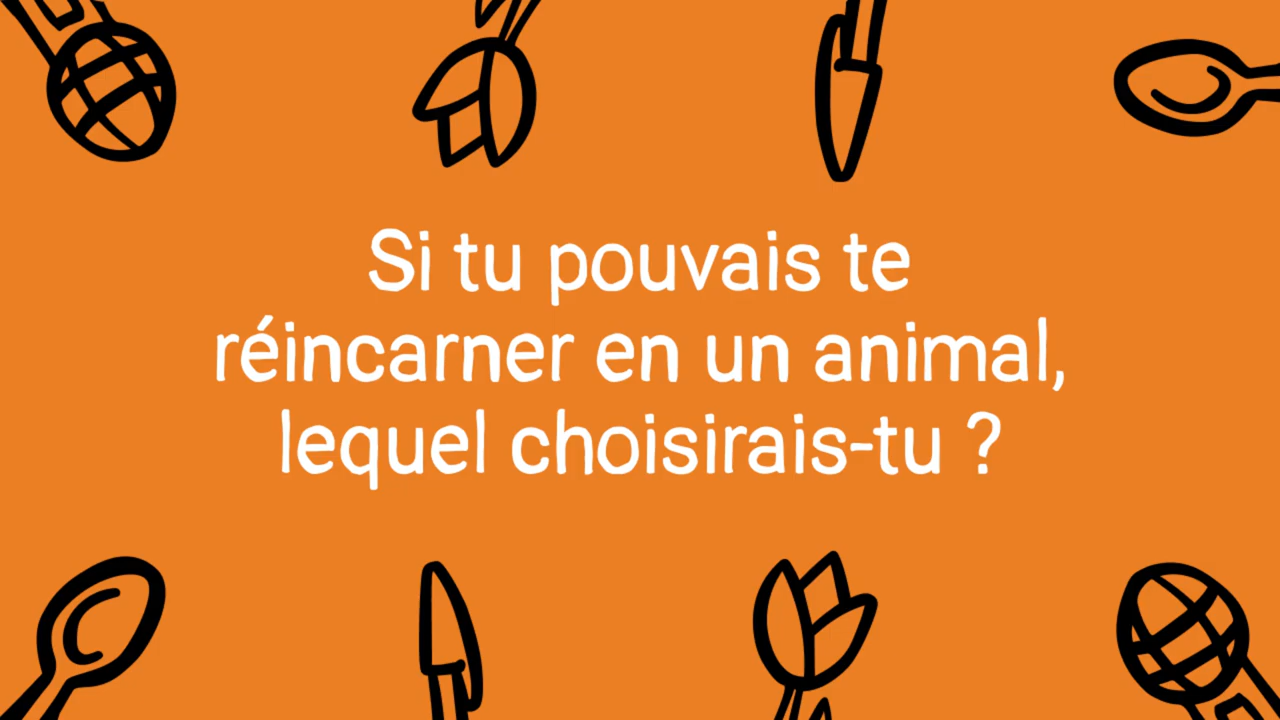 Si tu pouvais te
réincarner en un animal,
lequel choisirais-tu ?